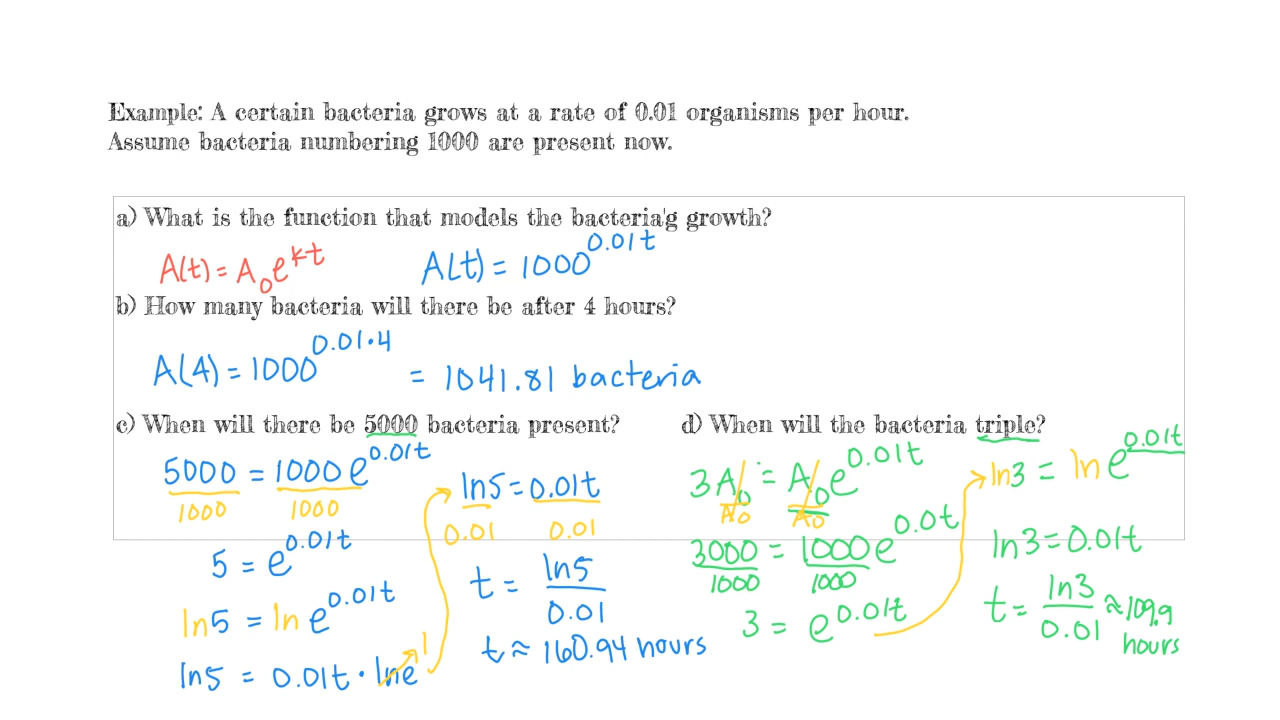 Example: A certain bacteria grows at a rate of 0.01 organisms per hour.
Assume bacteria numbering 1000 are present now.
a) What is the function that models the bacteria'g growth?
A(t) = A₀e^kt
A(t) = 1000^0.01t
b) How many bacteria will there be after 4 hours?
A(4) = 1000^0.01·4 = 1041.81 bacteria
c) When will there be 5000 bacteria present?
5000 = 1000e^0.01t
1000 1000
5 = e^0.01t
ln5 = ln e^0.01t
ln5 = 0.01t · lne 1
ln5 = 0.01t
0.01 0.01
t = ln5
0.01
t ≈ 160.94 hours
d) When will the bacteria triple?
3A₀ = A₀e^0.01t
A₀ A₀
3000 = 1000e^0.0t
1000 1000
3 = e^0.01t
ln3 = ln e^0.01t
ln3 = 0.01t
t = ln3 ≈ 109.9
0.01 hours